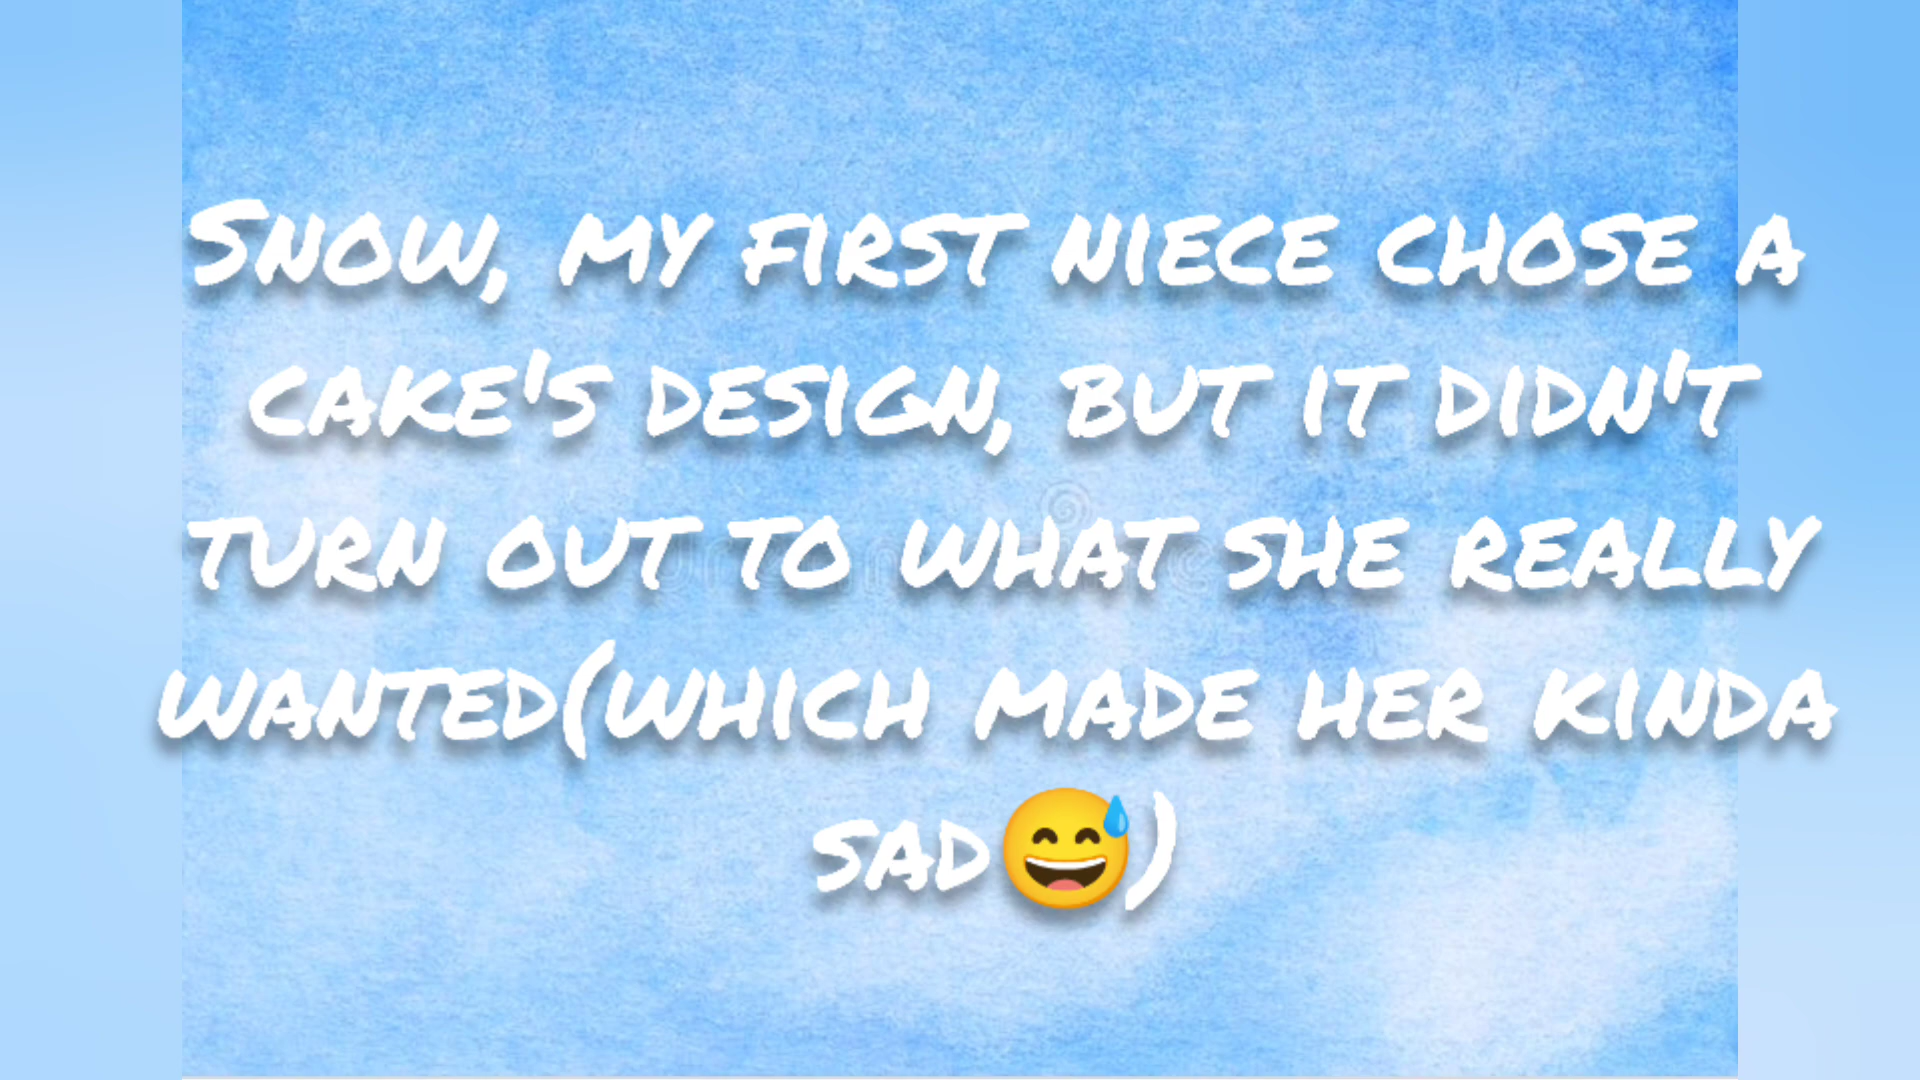 Snow, my first niece chose a
cake's design, but it didn't
turn out to what she really
wanted(which made her kinda
sad😅)